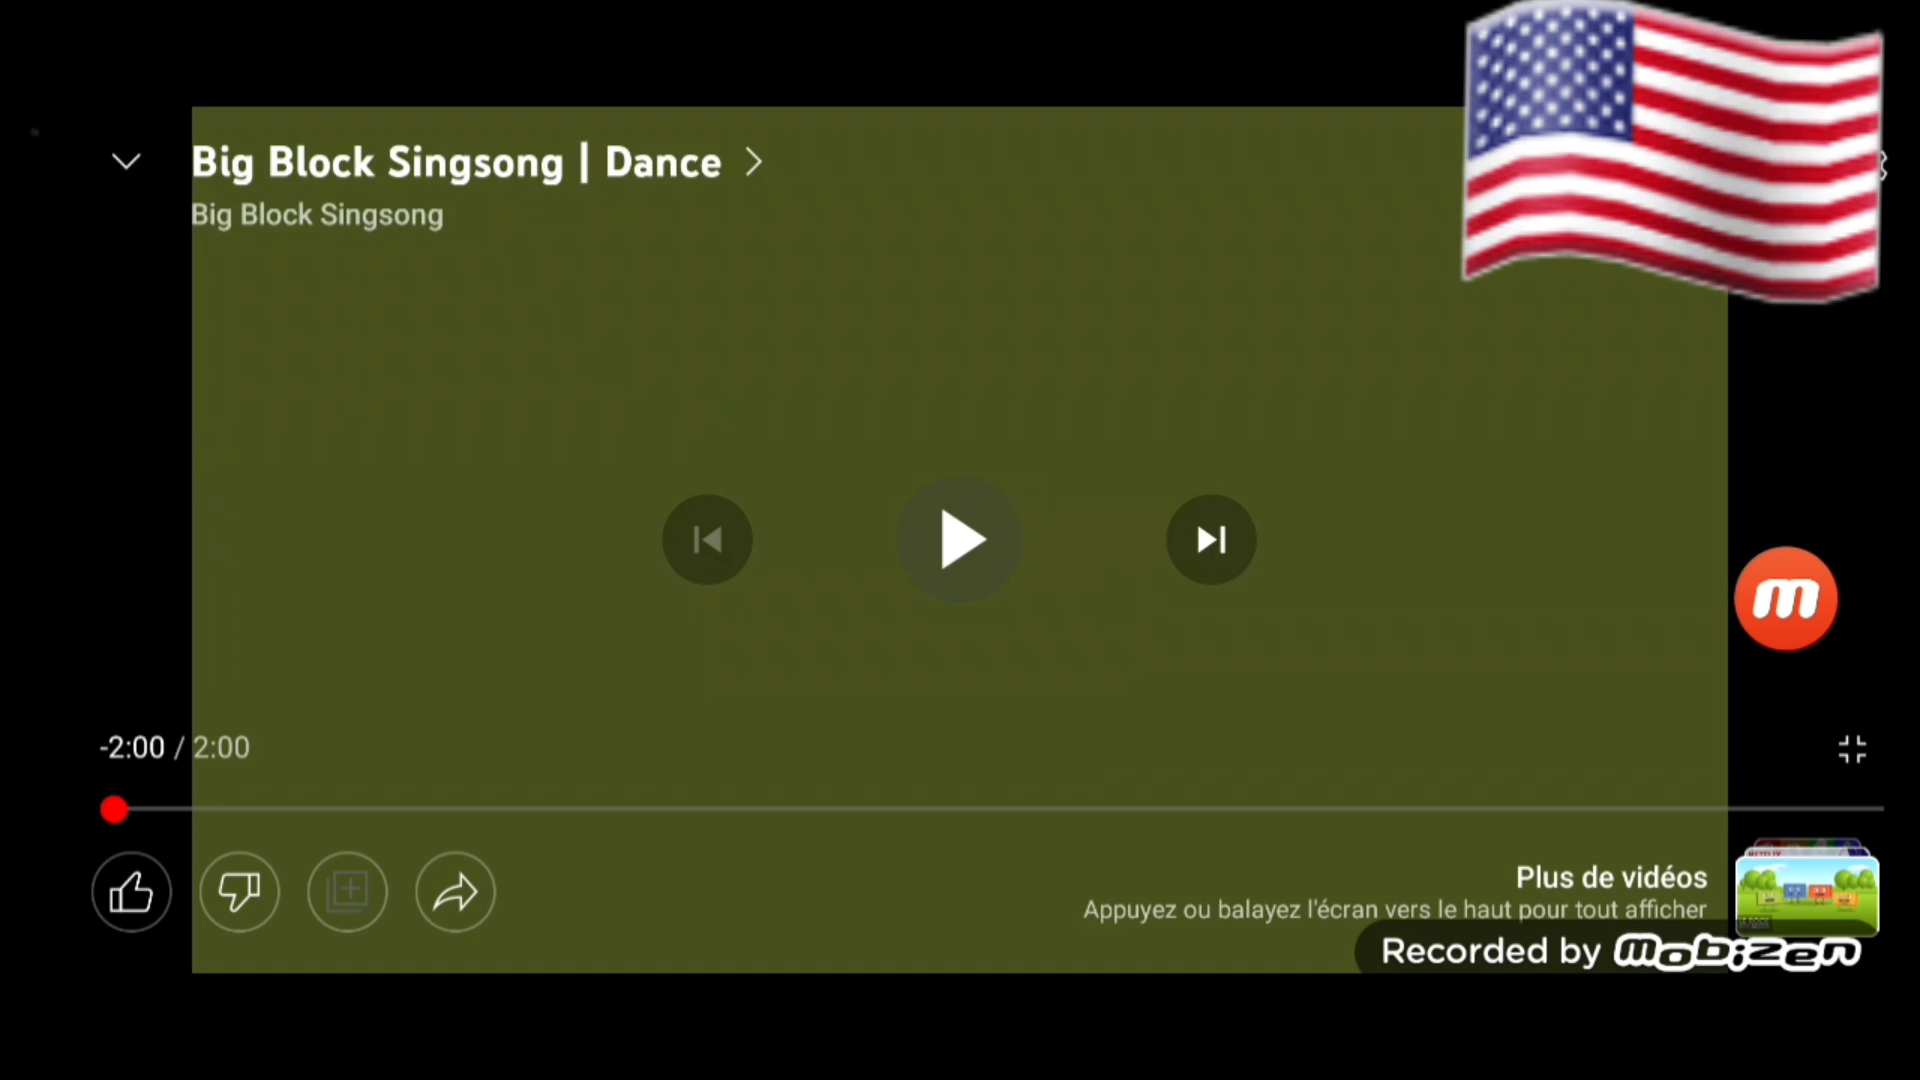 Big Block Singsong | Dance
Big Block Singsong
-2:00 / 2:00
Plus de vidéos
Appuyez ou balayez l'écran vers le haut pour tout afficher
Recorded by mobizen